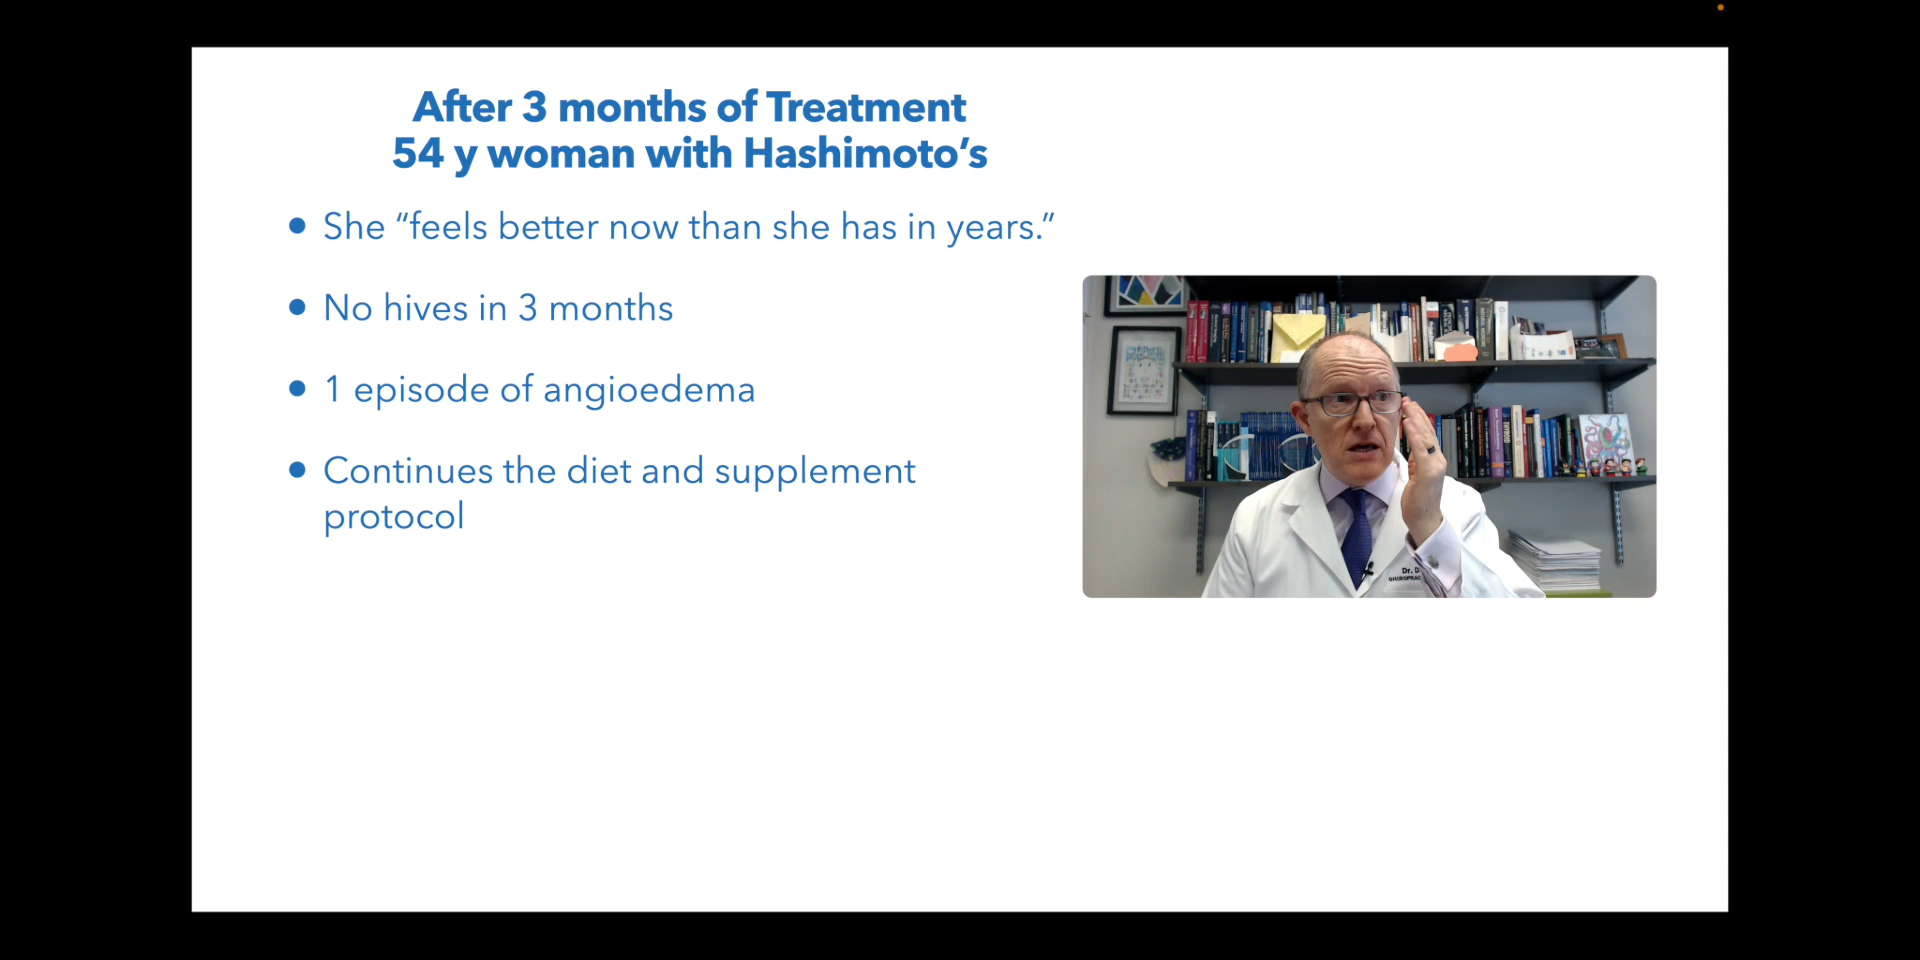 After 3 months of Treatment
54 y woman with Hashimoto‘s
● She “feels better now than she has in years.”
● No hives in 3 months
● 1 episode of angioedema
● Continues the diet and supplement
protocol
Dr. D